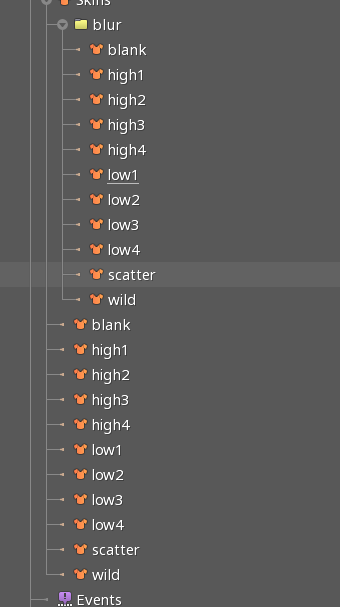 Skins
blur
blank
high1
high2
high3
high4
low1
low2
low3
low4
scatter
wild
blank
high1
high2
high3
high4
low1
low2
low3
low4
scatter
wild
Events